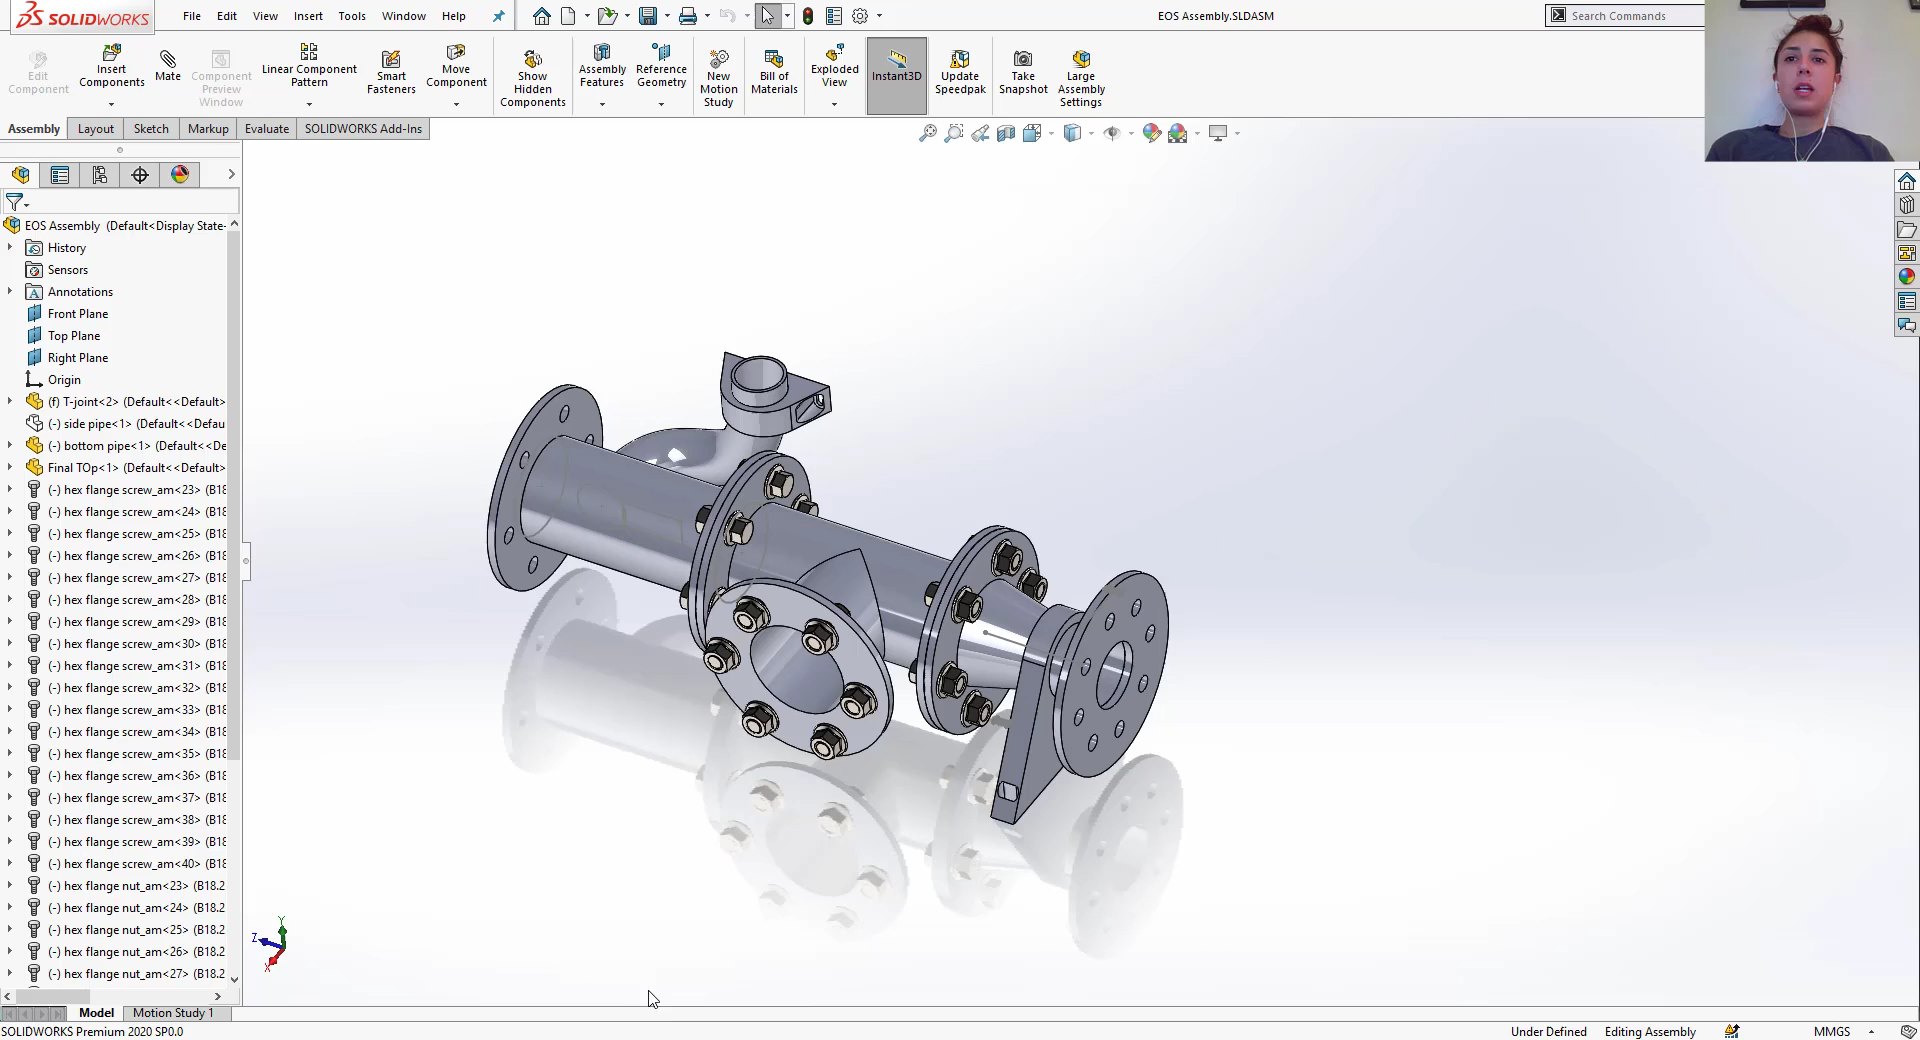 SOLIDWORKS
File Edit View Insert Tools Window Help
EOS Assembly.SLDASM
Search Commands
Edit Component
Insert Components
Mate
Component Preview Window
Linear Component Pattern
Smart Fasteners
Move Component
Show Hidden Components
Assembly Features
Reference Geometry
New Motion Study
Bill of Materials
Exploded View
Instant3D
Update Speedpak
Take Snapshot
Large Assembly Settings
Assembly Layout Sketch Markup Evaluate SOLIDWORKS Add-Ins
EOS Assembly (Default<Display State-
History
Sensors
A Annotations
Front Plane
Top Plane
Right Plane
Origin
(f) T-joint<2> (Default<<Default>
(-) side pipe<1> (Default<<Defau
(-) bottom pipe<1> (Default<<De
Final TOp<1> (Default<<Default>
(-) hex flange screw_am<23> (B18
(-) hex flange screw_am<24> (B18
(-) hex flange screw_am<25> (B18
(-) hex flange screw_am<26> (B18
(-) hex flange screw_am<27> (B18
(-) hex flange screw_am<28> (B18
(-) hex flange screw_am<29> (B18
(-) hex flange screw_am<30> (B18
(-) hex flange screw_am<31> (B18
(-) hex flange screw_am<32> (B18
(-) hex flange screw_am<33> (B18
(-) hex flange screw_am<34> (B18
(-) hex flange screw_am<35> (B18
(-) hex flange screw_am<36> (B18
(-) hex flange screw_am<37> (B18
(-) hex flange screw_am<38> (B18
(-) hex flange screw_am<39> (B18
(-) hex flange screw_am<40> (B18
(-) hex flange nut_am<23> (B18.2
(-) hex flange nut_am<24> (B18.2
(-) hex flange nut_am<25> (B18.2
(-) hex flange nut_am<26> (B18.2
(-) hex flange nut_am<27> (B18.2
Y
Z
X
Model Motion Study 1
SOLIDWORKS Premium 2020 SP0.0
Under Defined Editing Assembly MMGS